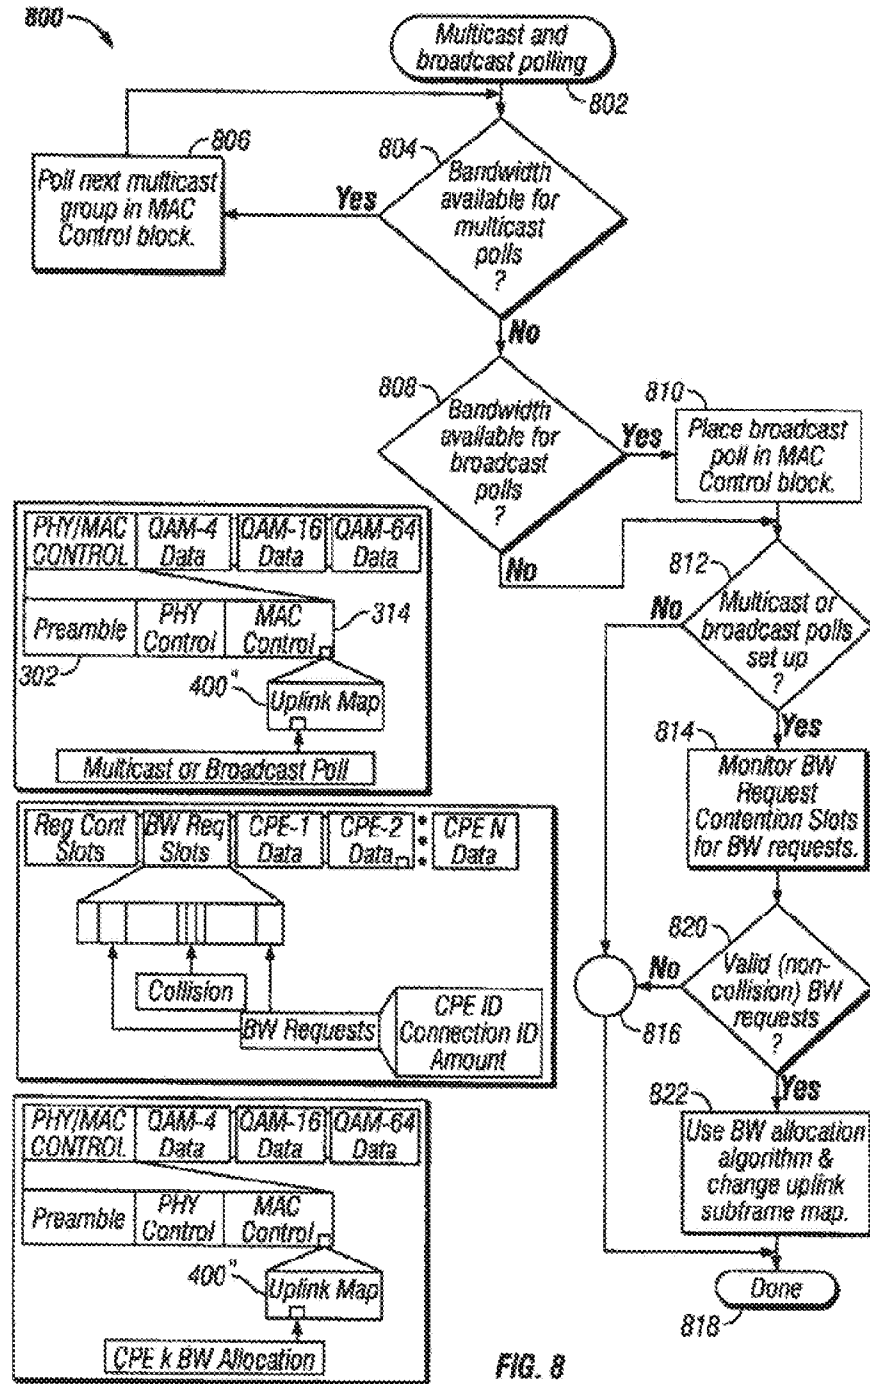 800
Multicast and
broadcast polling
802
806
804
Poll next multicast
group in MAC
Control block.
Yes
Bandwidth
available for
multicast
polls
?
No
808
Bandwidth
available for
broadcast
polls
?
Yes
810
Place broadcast
poll in MAC
Control block.
No
812
Multicast or
broadcast polls
set up
?
No
Yes
814
Monitor BW
Request
Contention Slots
for BW requests.
820
Valid (non-
collision) BW
requests
?
No
816
Yes
822
Use BW allocation
algorithm &
change uplink
subframe map.
Done
818
PHY/MAC
CONTROL
QAM-4
Data
QAM-16
Data
QAM-64
Data
Preamble
PHY
Control
MAC
Control
314
302
400"
Uplink Map
Multicast or Broadcast Poll
Reg Cont
Slots
BW Req
Slots
CPE-1
Data
CPE-2
Data
CPE N
Data
Collision
BW Requests
CPE ID
Connection ID
Amount
PHY/MAC
CONTROL
QAM-4
Data
QAM-16
Data
QAM-64
Data
Preamble
PHY
Control
MAC
Control
400"
Uplink Map
CPE k BW Allocation
FIG. 8